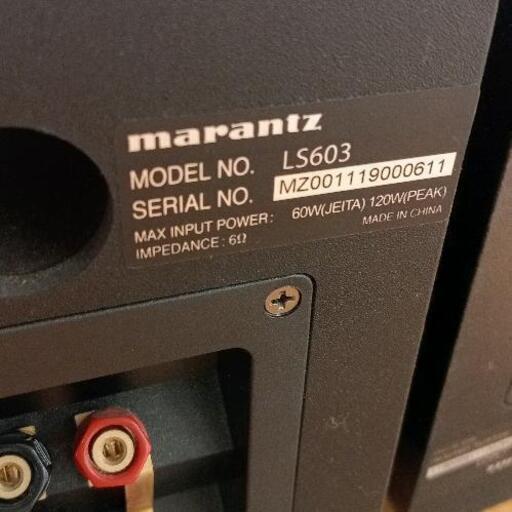 marantz
MODEL NO. LS603
SERIAL NO. MZ001119000611
MAX INPUT POWER: 60W(JEITA) 120W(PEAK)
IMPEDANCE: 6Ω MADE IN CHINA